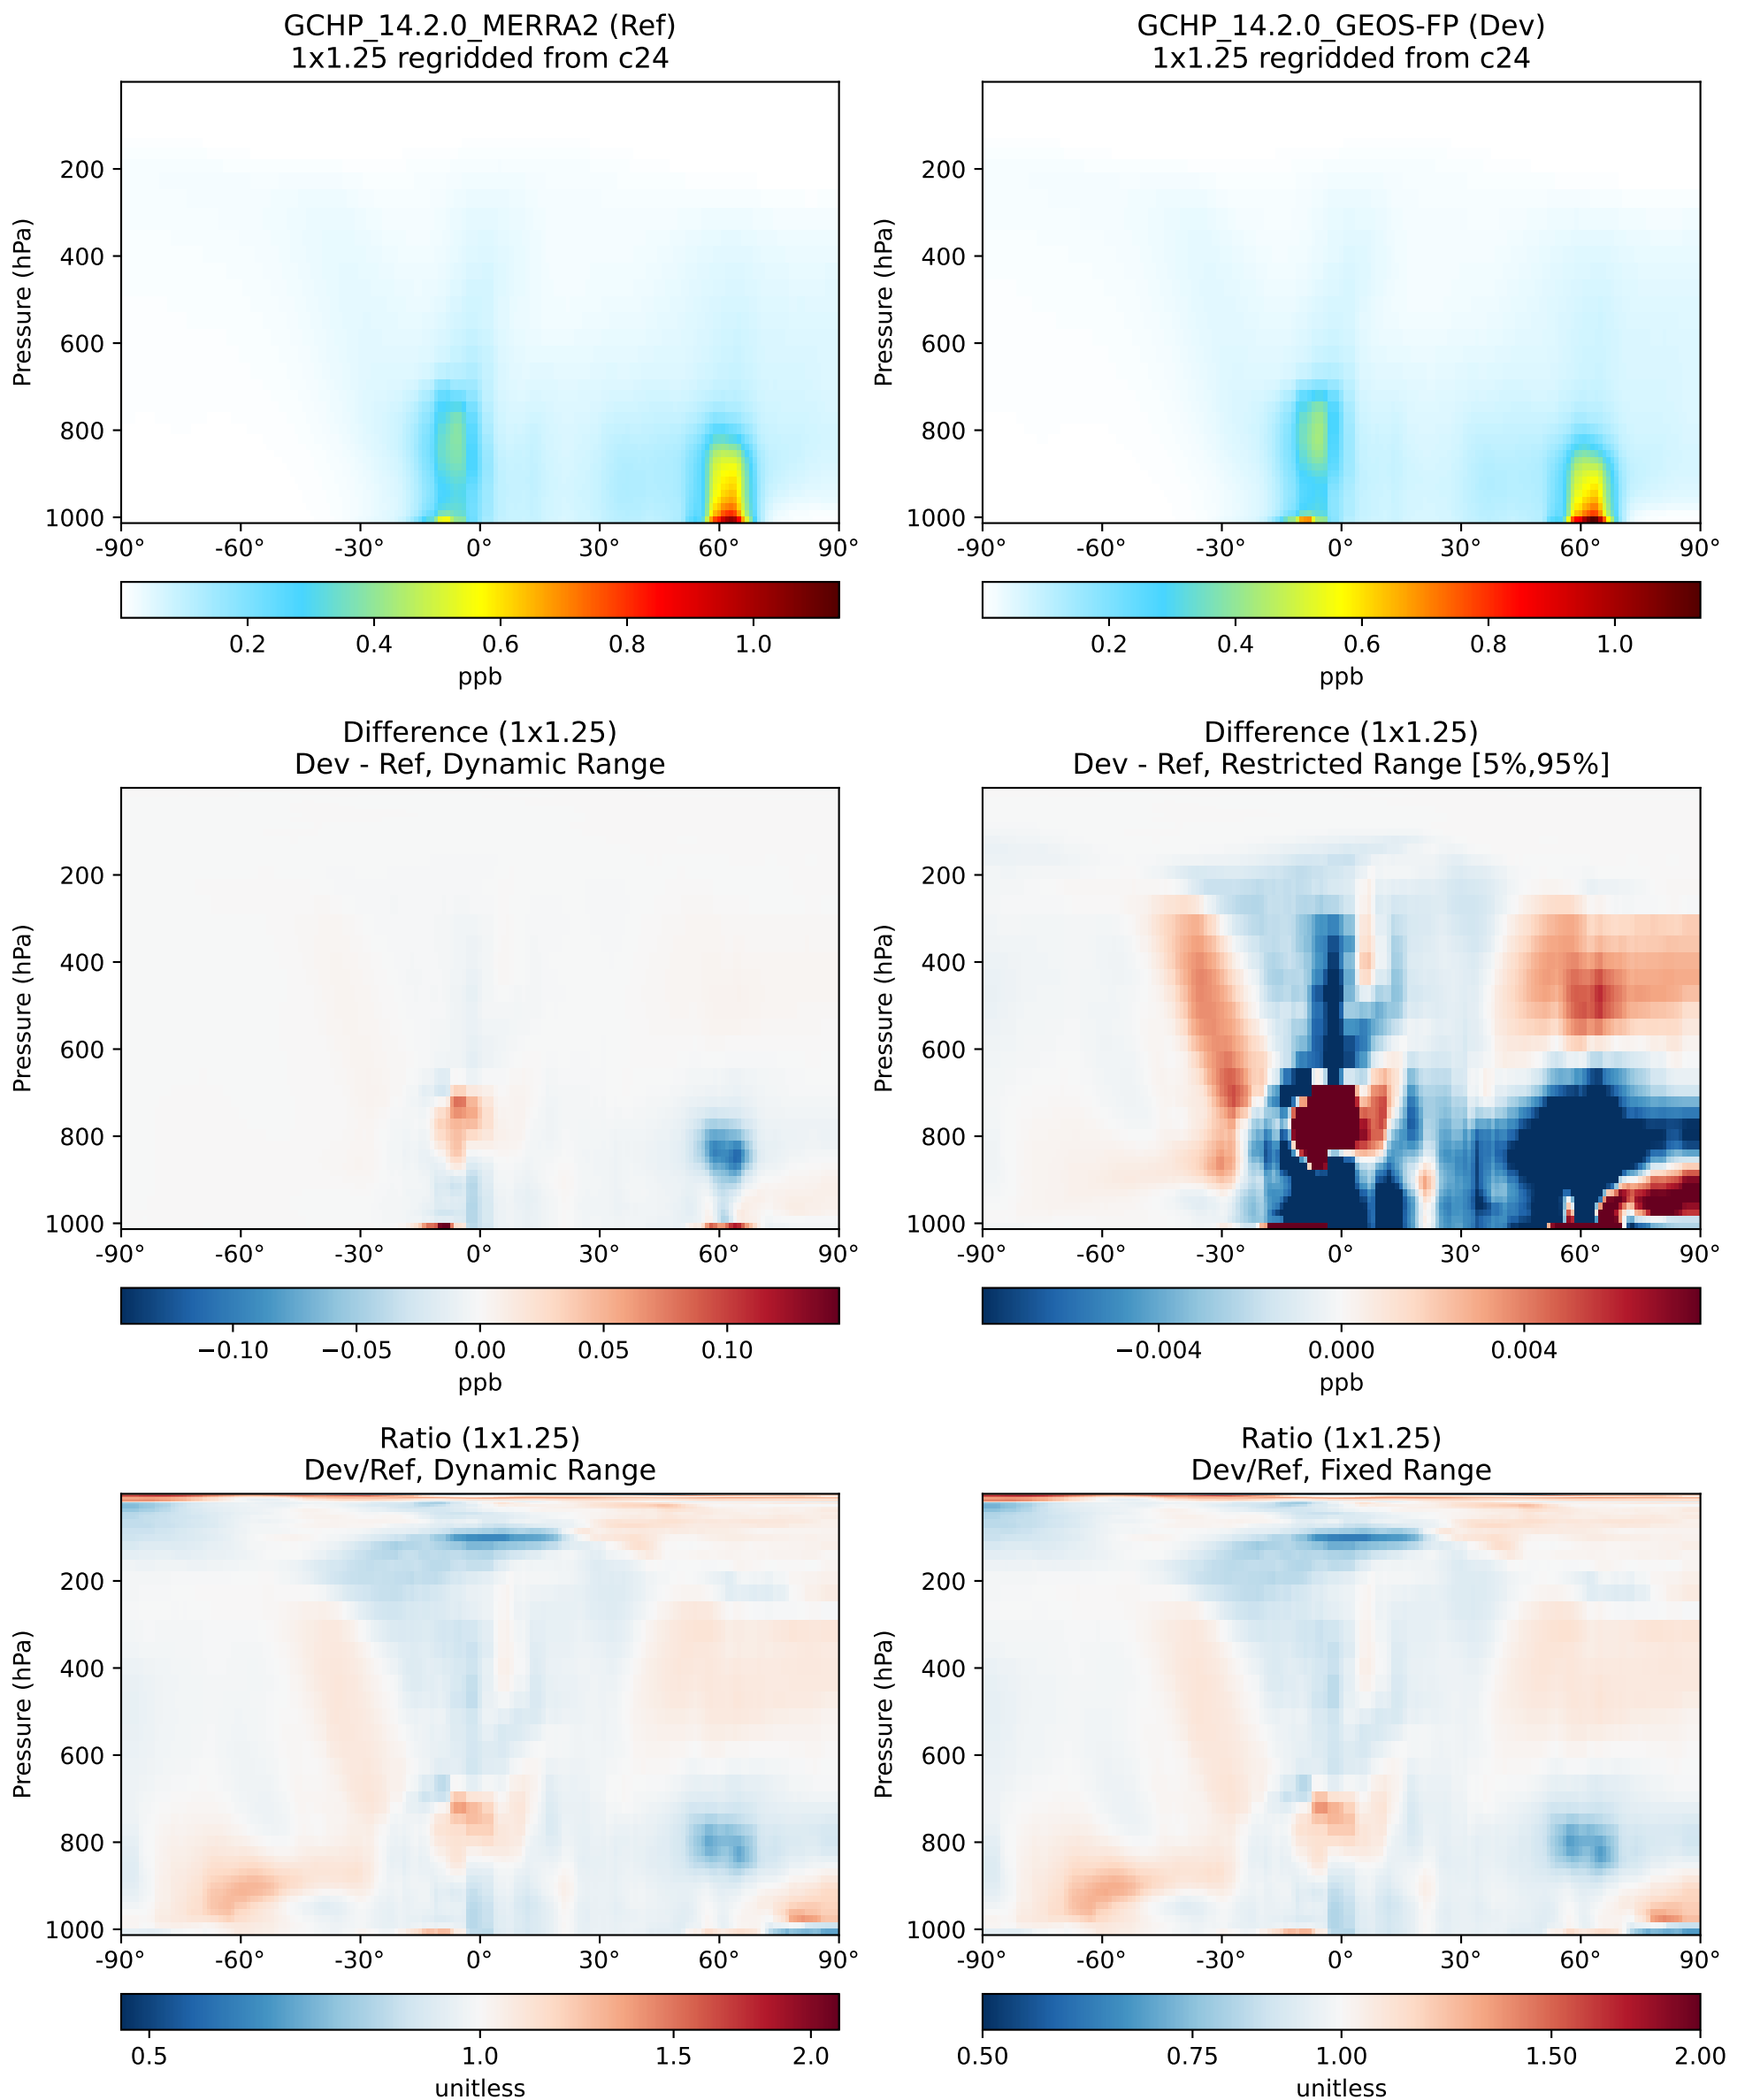 GCHP_14.2.0_MERRA2 (Ref)
1x1.25 regridded from c24
Pressure (hPa)
200
400
600
800
1000
-90° -60° -30° 0° 30° 60° 90°
0.2 0.4 0.6 0.8 1.0
ppb
GCHP_14.2.0_GEOS-FP (Dev)
1x1.25 regridded from c24
Pressure (hPa)
200
400
600
800
1000
-90° -60° -30° 0° 30° 60° 90°
0.2 0.4 0.6 0.8 1.0
ppb
Difference (1x1.25)
Dev - Ref, Dynamic Range
Pressure (hPa)
200
400
600
800
1000
-90° -60° -30° 0° 30° 60° 90°
−0.10 −0.05 0.00 0.05 0.10
ppb
Difference (1x1.25)
Dev - Ref, Restricted Range [5%,95%]
Pressure (hPa)
200
400
600
800
1000
-90° -60° -30° 0° 30° 60° 90°
−0.004 0.000 0.004
ppb
Ratio (1x1.25)
Dev/Ref, Dynamic Range
Pressure (hPa)
200
400
600
800
1000
-90° -60° -30° 0° 30° 60° 90°
0.5 1.0 1.5 2.0
unitless
Ratio (1x1.25)
Dev/Ref, Fixed Range
Pressure (hPa)
200
400
600
800
1000
-90° -60° -30° 0° 30° 60° 90°
0.50 0.75 1.00 1.50 2.00
unitless